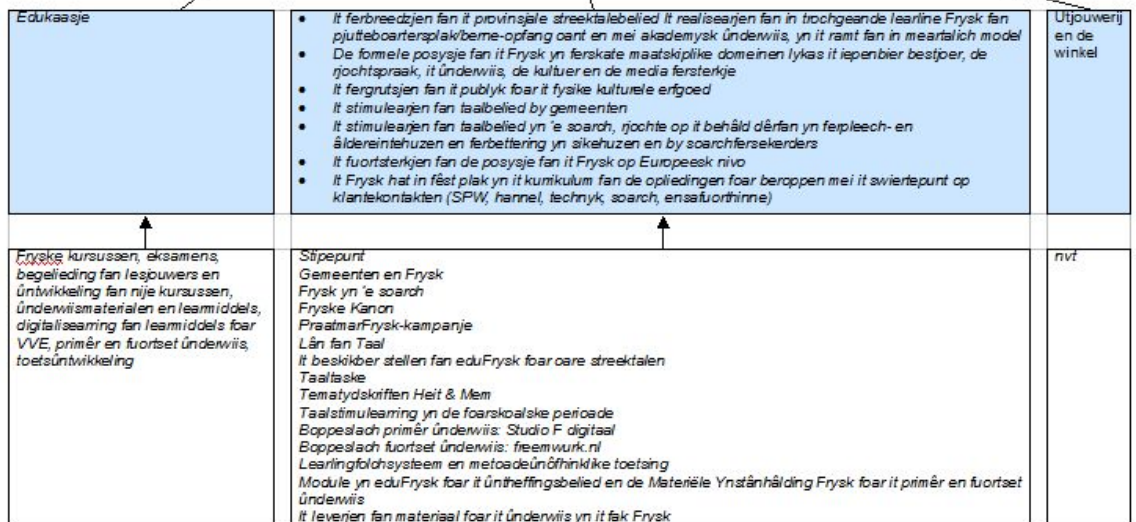 Edukaasje
• It ferbreedzjen fan it provinsjale streektalebelied It realisearjen fan in trochgeande learline Frysk fan
pjutteboartersplak/berne-opfang oant en mei akademysk ûnderwiis, yn it ramt fan in meartalich model
• De formele posysje fan it Frysk yn ferskate maatskiplike domeinen lykas it iepenbier bestjoer, de
rjochtspraak, it ûnderwiis, de kultuer en de media fersterkje
• It fergrutsjen fan it publyk foar it fysike kulturele erfgoed
• It stimulearjen fan taalbelied by gemeenten
• It stimulearjen fan taalbelied yn 'e soarch, rjochte op it behâld dêrfan yn ferpleech- en
âldereintehuzen en ferbettering yn sikehuzen en by soarchfersekerders
• It fuortsterkjen fan de posysje fan it Frysk op Europeesk nivo
• It Frysk hat in fêst plak yn it kurrikulum fan de opliedingen foar beroppen mei it swiertepunt op
klantekontakten (SPW, hannel, technyk, soarch, ensafuorthinne)
Utjouwerij
en de
winkel
Fryske kursussen, eksamens,
begelieding fan lesjouwers en
ûntwikkeling fan nije kursussen,
ûnderwiismaterialen en learmiddels,
digitalisearring fan learmiddels foar
VVE, primêr en fuortset ûnderwiis,
toetsûntwikkeling
Stipepunt
Gemeenten en Frysk
Frysk yn 'e soarch
Fryske Kanon
PraatmarFrysk-kampanje
Lân fan Taal
It beskikber stellen fan eduFrysk foar oare streektalen
Taaltaske
Tematydskriften Heit & Mem
Taalstimulearring yn de foarskoalske perioade
Boppeslach primêr ûnderwiis: Studio F digitaal
Boppeslach fuortset ûnderwiis: freemwurk.nl
Learlingfolchsysteem en metoadeûnôfhinklike toetsing
Module yn eduFrysk foar it ûntheffingsbelied en de Materiële Ynstânhâlding Frysk foar it primêr en fuortset
ûnderwiis
It leverjen fan materiaal foar it ûnderwiis yn it fak Frysk
nvt